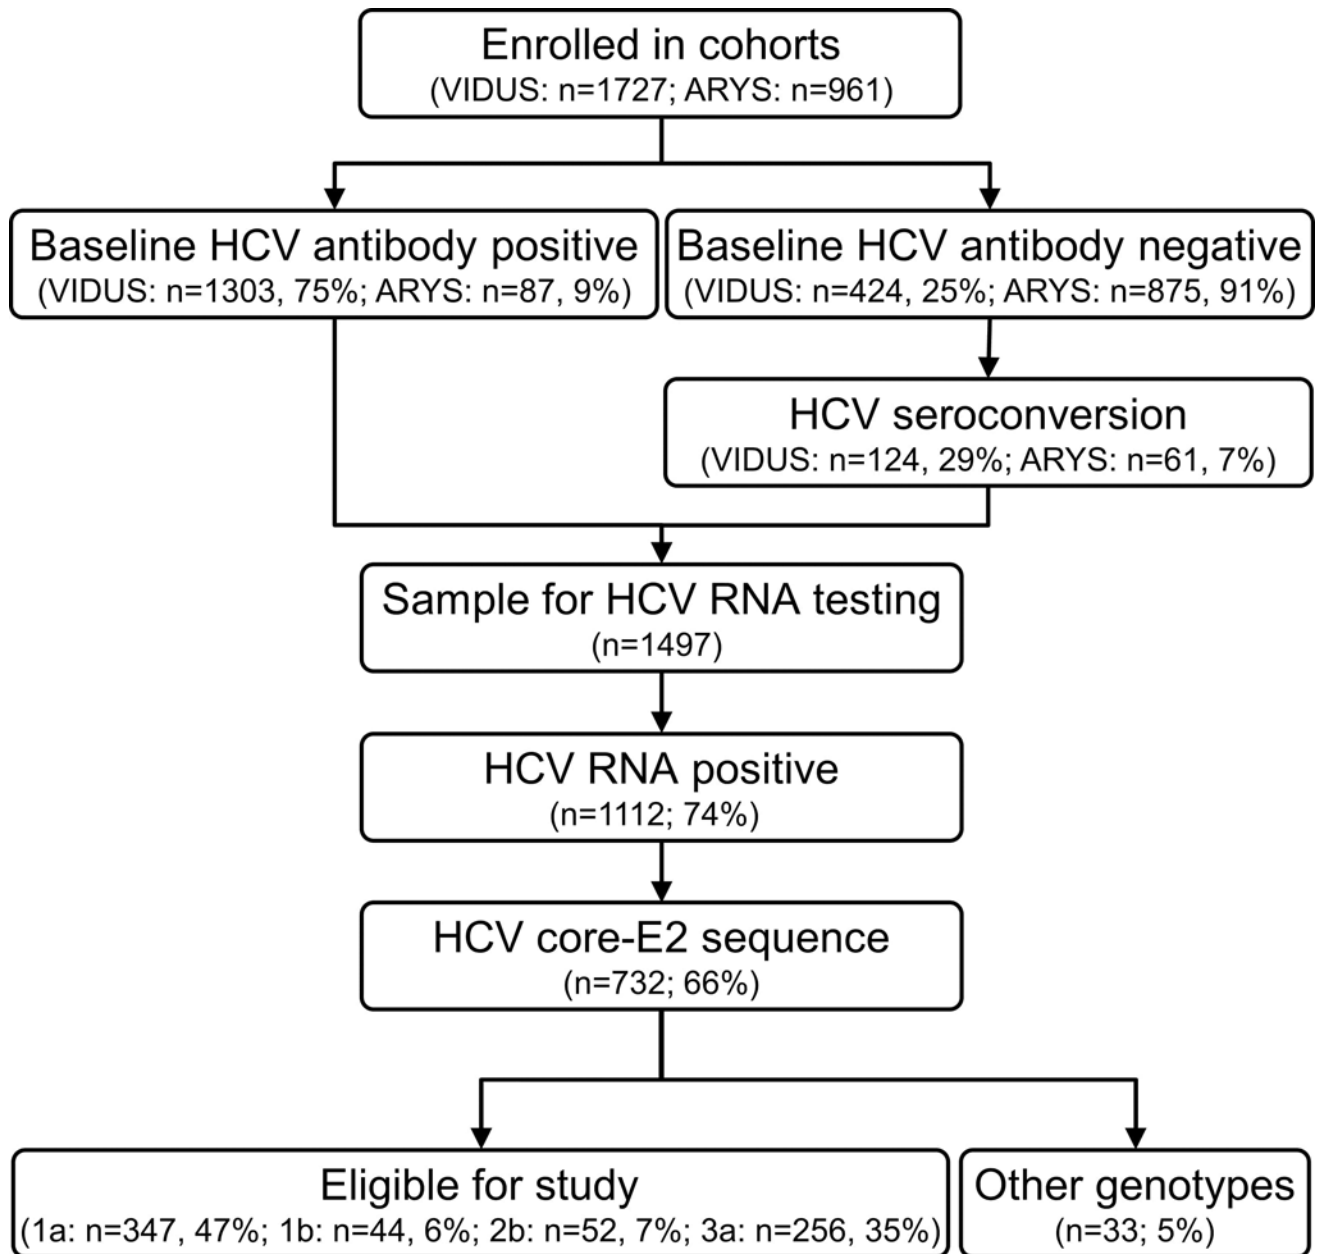 Enrolled in cohorts
(VIDUS: n=1727; ARYS: n=961)
Baseline HCV antibody positive
(VIDUS: n=1303, 75%; ARYS: n=87, 9%)
Baseline HCV antibody negative
(VIDUS: n=424, 25%; ARYS: n=875, 91%)
HCV seroconversion
(VIDUS: n=124, 29%; ARYS: n=61, 7%)
Sample for HCV RNA testing
(n=1497)
HCV RNA positive
(n=1112; 74%)
HCV core-E2 sequence
(n=732; 66%)
Eligible for study
(1a: n=347, 47%; 1b: n=44, 6%; 2b: n=52, 7%; 3a: n=256, 35%)
Other genotypes
(n=33; 5%)